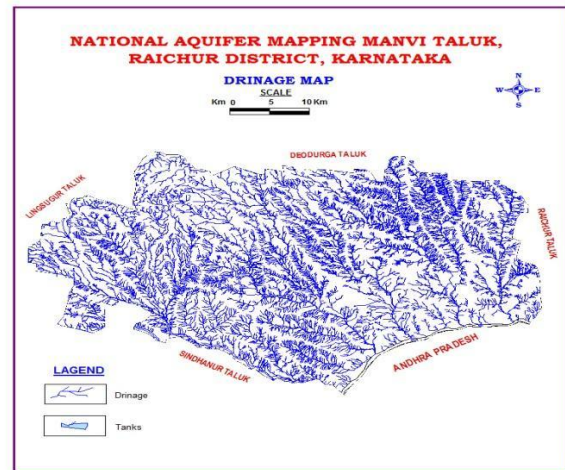 NATIONAL AQUIFER MAPPING MANVI TALUK,
RAICHUR DISTRICT, KARNATAKA
DRINAGE MAP
SCALE
Km 0 5 10 Km
N
W E
S
DEODURGA TALUK
LINGSUGUR TALUK
RAICHUR TALUK
SINDHANUR TALUK
ANDHRA PRADESH
LAGEND
Drinage
Tanks